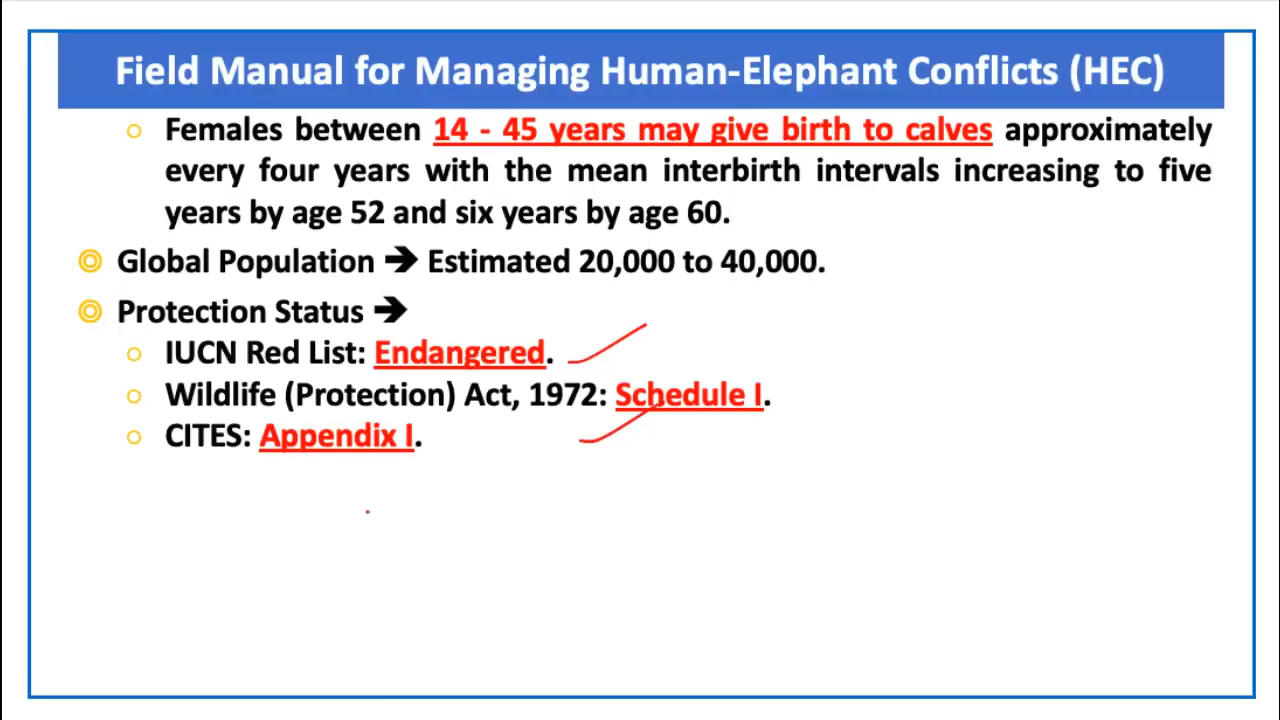 Field Manual for Managing Human-Elephant Conflicts (HEC)
Females between 14 - 45 years may give birth to calves approximately
every four years with the mean interbirth intervals increasing to five
years by age 52 and six years by age 60.
Global Population ➔ Estimated 20,000 to 40,000.
Protection Status ➔
IUCN Red List: Endangered.
Wildlife (Protection) Act, 1972: Schedule I.
CITES: Appendix I.